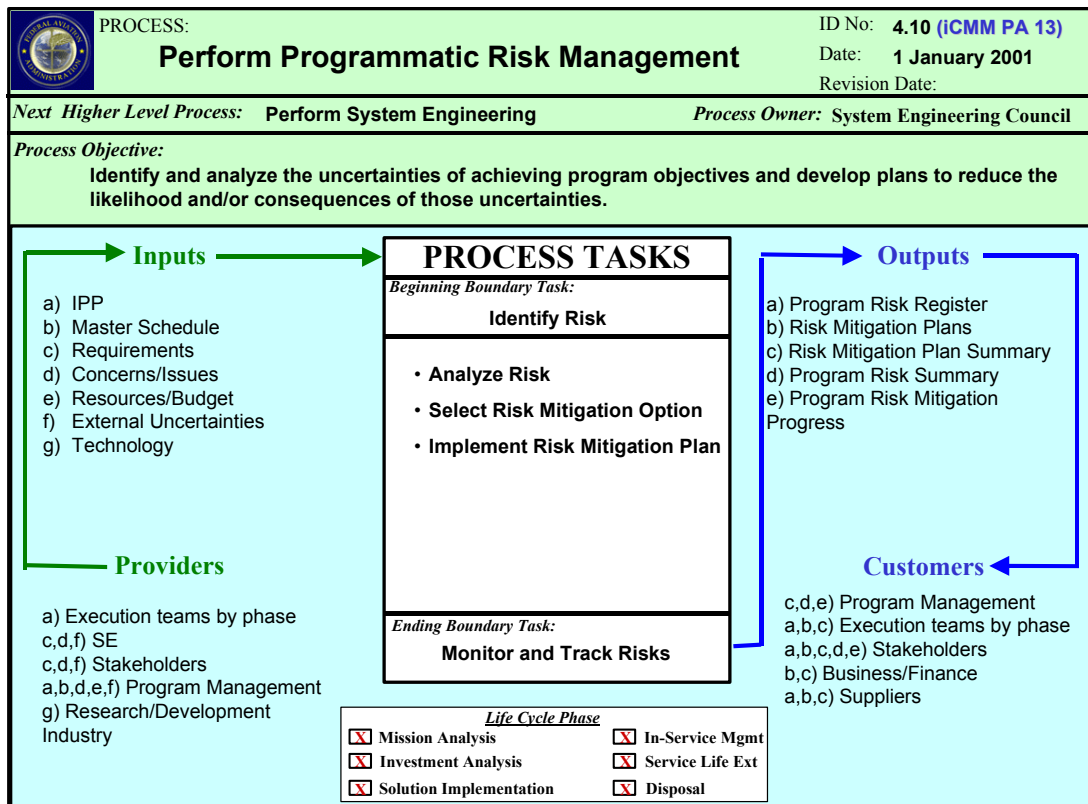 FEDERAL AVIATION
ADMINISTRATION
PROCESS:
Perform Programmatic Risk Management
ID No: 4.10 (iCMM PA 13)
Date: 1 January 2001
Revision Date:
Next Higher Level Process: Perform System Engineering
Process Owner: System Engineering Council
Process Objective:
Identify and analyze the uncertainties of achieving program objectives and develop plans to reduce the
likelihood and/or consequences of those uncertainties.
Inputs
a) IPP
b) Master Schedule
c) Requirements
d) Concerns/Issues
e) Resources/Budget
f) External Uncertainties
g) Technology
Providers
a) Execution teams by phase
c,d,f) SE
c,d,f) Stakeholders
a,b,d,e,f) Program Management
g) Research/Development
Industry
PROCESS TASKS
Beginning Boundary Task:
Identify Risk
• Analyze Risk
• Select Risk Mitigation Option
• Implement Risk Mitigation Plan
Ending Boundary Task:
Monitor and Track Risks
Outputs
a) Program Risk Register
b) Risk Mitigation Plans
c) Risk Mitigation Plan Summary
d) Program Risk Summary
e) Program Risk Mitigation
Progress
Customers
c,d,e) Program Management
a,b,c) Execution teams by phase
a,b,c,d,e) Stakeholders
b,c) Business/Finance
a,b,c) Suppliers
Life Cycle Phase
X Mission Analysis
X Investment Analysis
X Solution Implementation
X In-Service Mgmt
X Service Life Ext
X Disposal